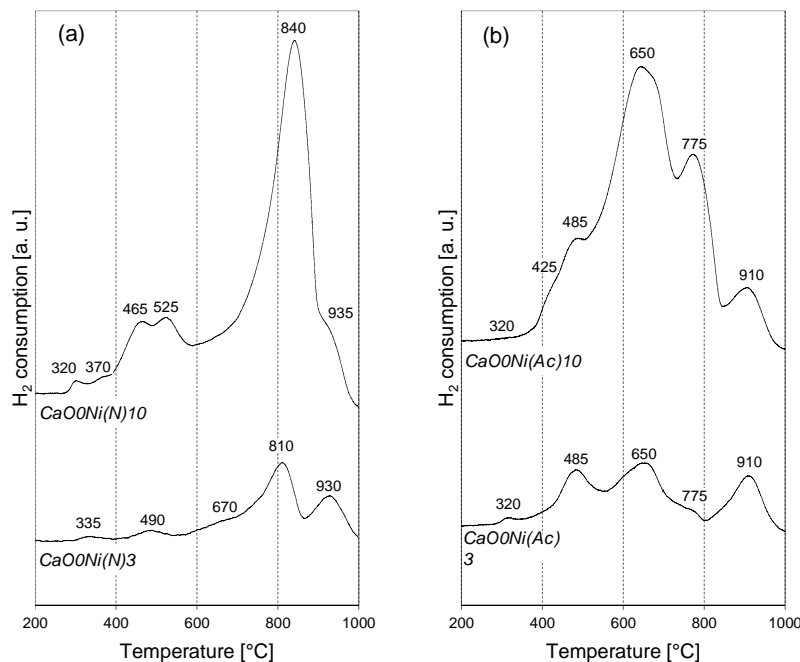 (a)
840
465
525
935
320
370
CaO0Ni(N)10
810
930
670
490
335
CaO0Ni(N)3
H2 consumption [a. u.]
200 400 600 800 1000
Temperature [°C]
(b)
650
775
485
425
910
320
CaO0Ni(Ac)10
485
650
910
775
320
CaO0Ni(Ac)
3
H2 consumption [a. u.]
200 400 600 800 1000
Temperature [°C]